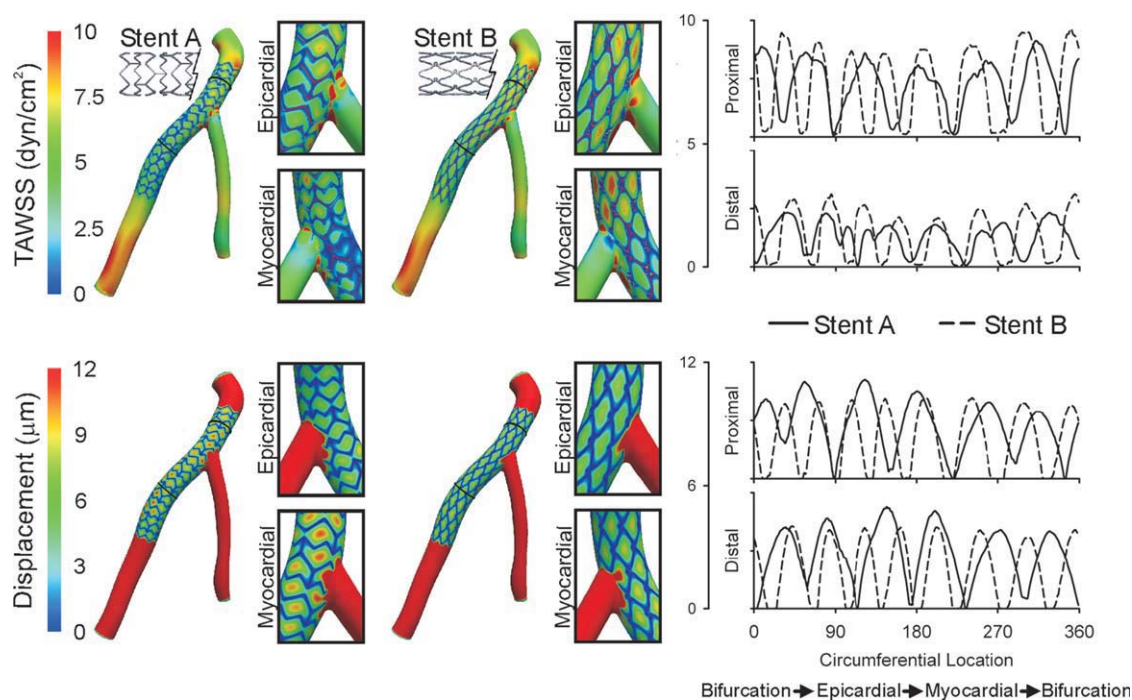 TAWSS (dyn/cm²)
10
7.5
5
2.5
0
Stent A
Epicardial
Myocardial
Stent B
Epicardial
Myocardial
10
5
0
Proximal
Distal
Stent A
Stent B
Displacement (μm)
12
9
6
3
0
Epicardial
Myocardial
Epicardial
Myocardial
12
6
0
Proximal
Distal
0 90 180 270 360
Circumferential Location
Bifurcation→Epicardial→Myocardial→Bifurcation